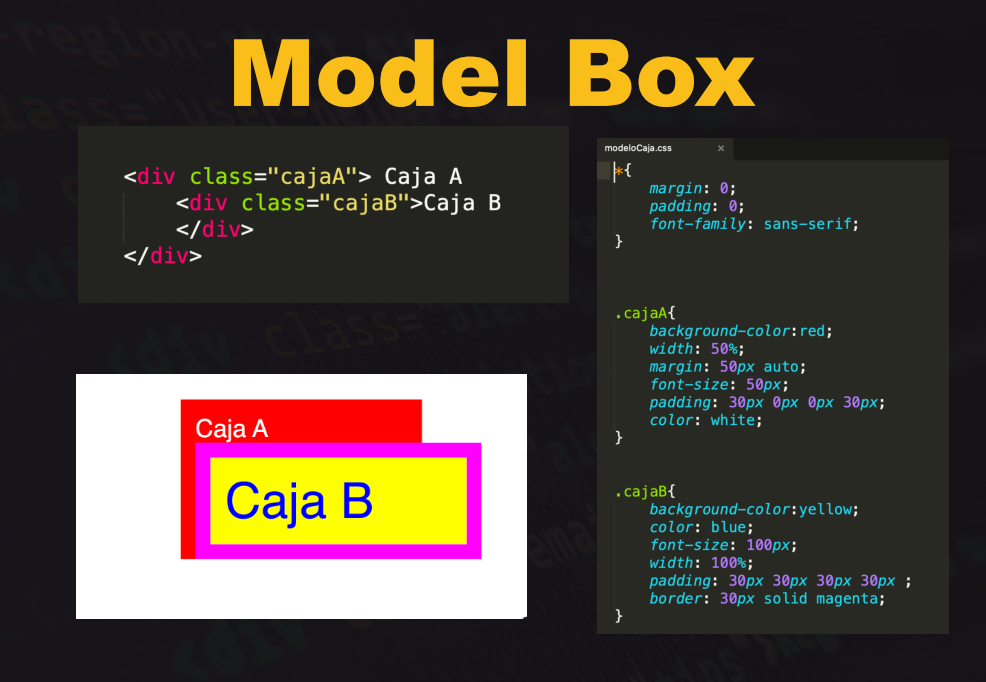 Model Box
<div class="cajaA"> Caja A
<div class="cajaB">Caja B
</div>
</div>
Caja A
Caja B
modeloCaja.css ×
*{
margin: 0;
padding: 0;
font-family: sans-serif;
}
.cajaA{
background-color:red;
width: 50%;
margin: 50px auto;
font-size: 50px;
padding: 30px 0px 0px 30px;
color: white;
}
.cajaB{
background-color:yellow;
color: blue;
font-size: 100px;
width: 100%;
padding: 30px 30px 30px 30px ;
border: 30px solid magenta;
}